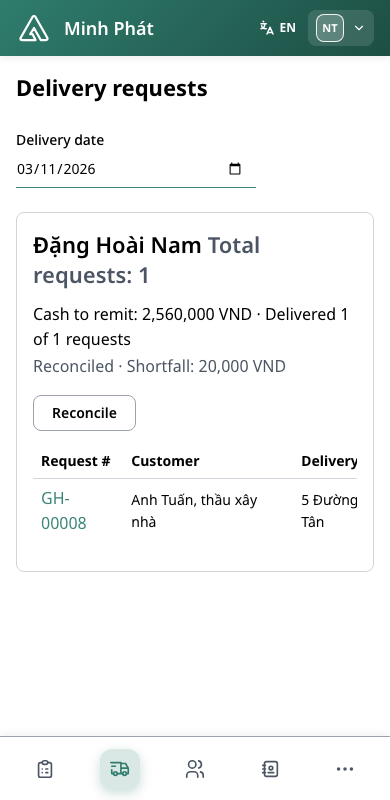 Minh Phát
EN
NT
Delivery requests
Delivery date
03/11/2026
Đặng Hoài Nam Total
requests: 1
Cash to remit: 2,560,000 VND · Delivered 1
of 1 requests
Reconciled · Shortfall: 20,000 VND
Reconcile
Request # Customer Delivery
GH-
00008
Anh Tuấn, thầu xây
nhà
5 Đường
Tân